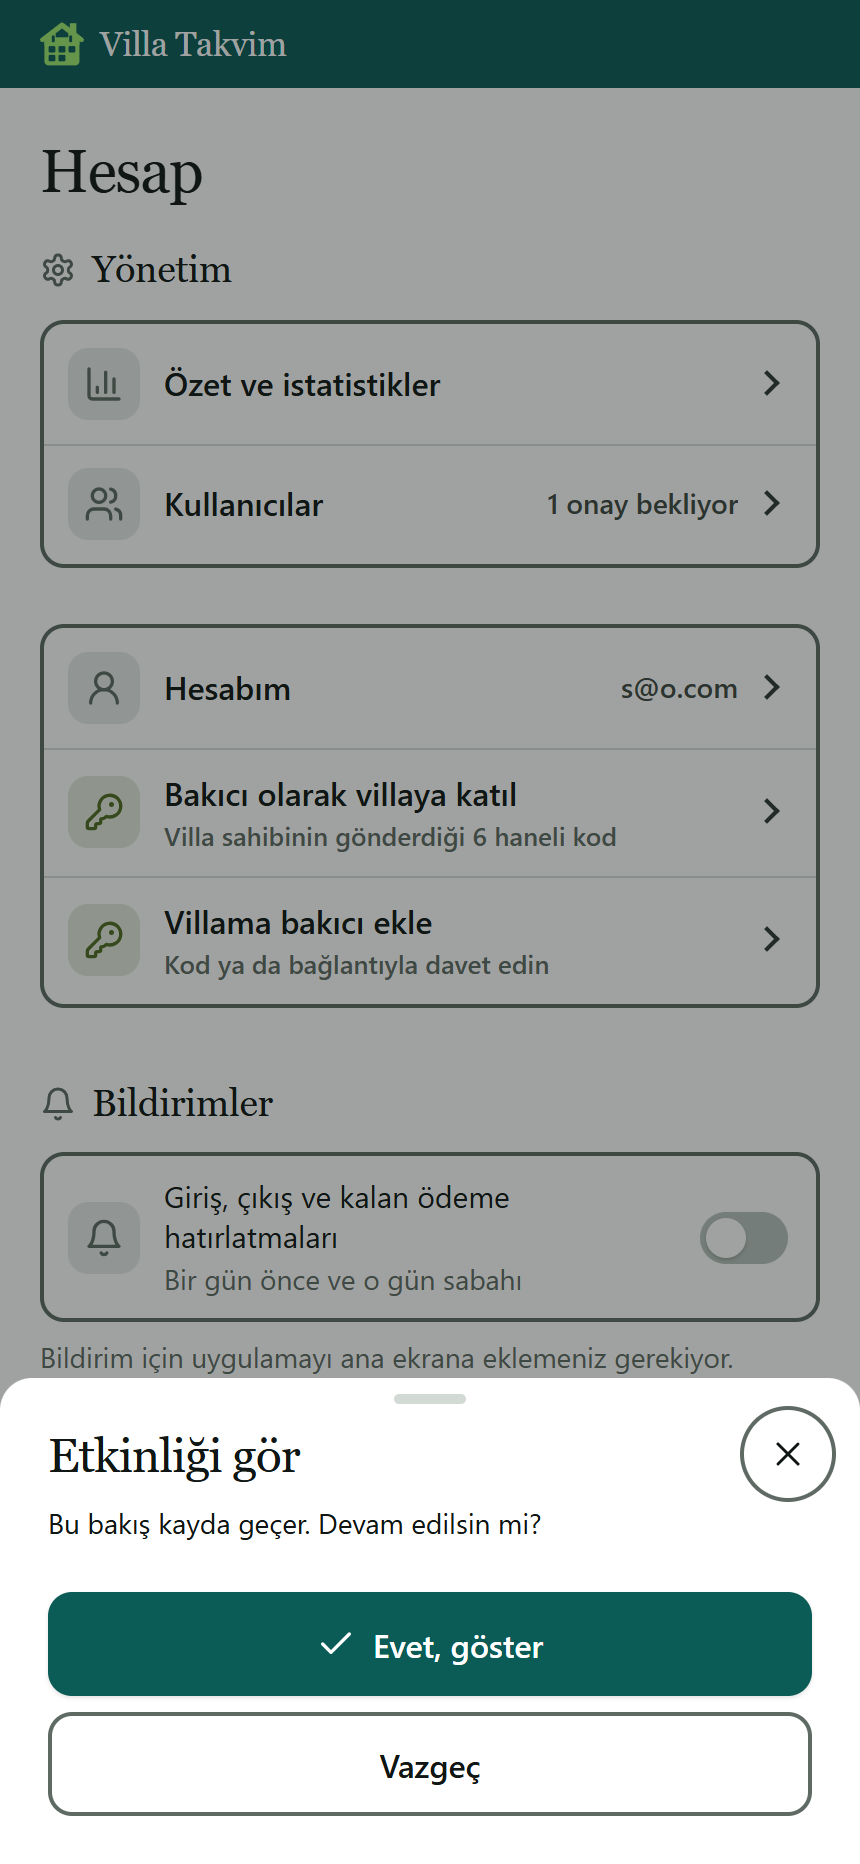 Villa Takvim
Hesap
Yönetim
Özet ve istatistikler
Kullanıcılar
1 onay bekliyor
Hesabım
s@o.com
Bakıcı olarak villaya katıl
Villa sahibinin gönderdiği 6 haneli kod
Villama bakıcı ekle
Kod ya da bağlantıyla davet edin
Bildirimler
Giriş, çıkış ve kalan ödeme
hatırlatmaları
Bir gün önce ve o gün sabahı
Bildirim için uygulamayı ana ekrana eklemeniz gerekiyor.
Etkinliği gör
Bu bakış kayda geçer. Devam edilsin mi?
Evet, göster
Vazgeç